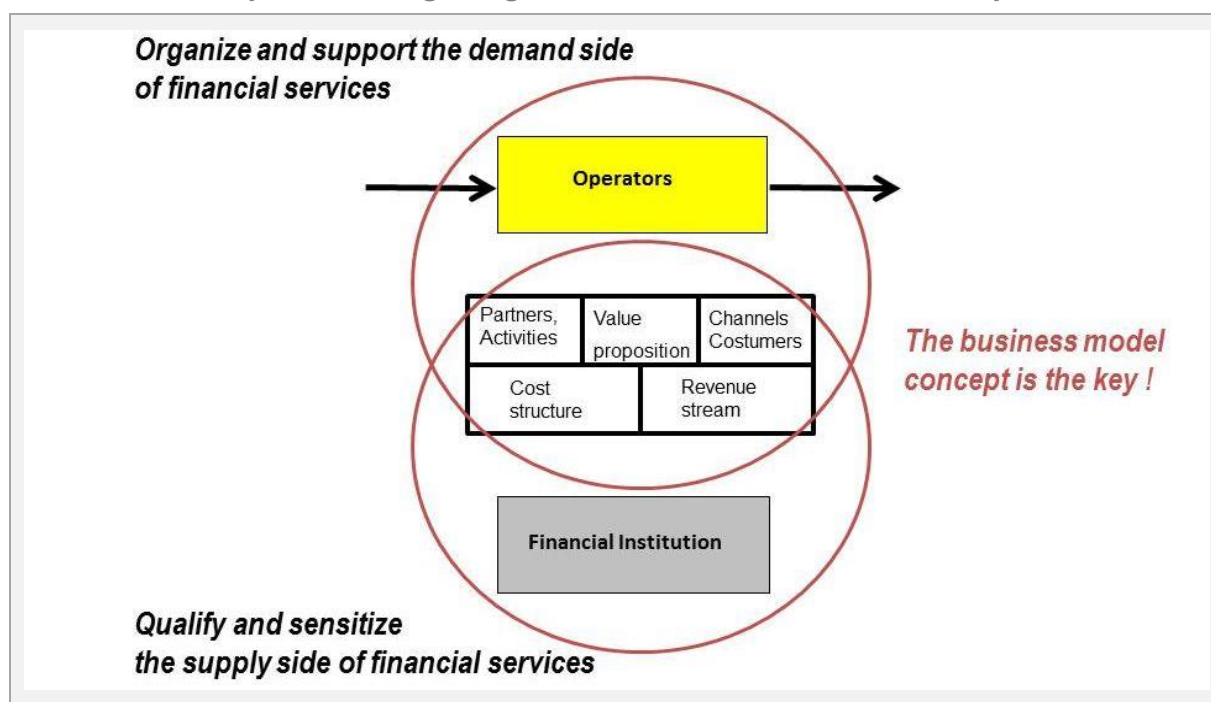 Organize and support the demand side
of financial services
Operators
Partners,
Activities
Value
proposition
Channels
Costumers
Cost
structure
Revenue
stream
The business model
concept is the key !
Financial Institution
Qualify and sensitize
the supply side of financial services